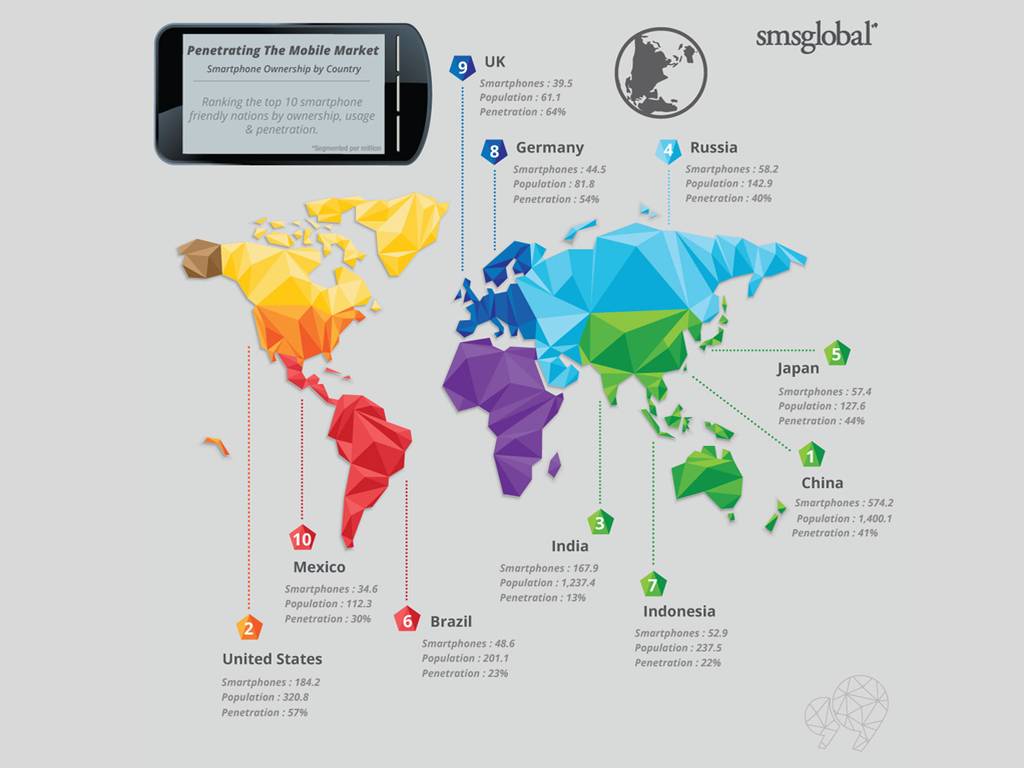 Penetrating The Mobile Market
Smartphone Ownership by Country
Ranking the top 10 smartphone
friendly nations by ownership, usage
& penetration.
*Segmented per million
smsglobal
9 UK
Smartphones : 39.5
Population : 61.1
Penetration : 64%
8 Germany
Smartphones : 44.5
Population : 81.8
Penetration : 54%
4 Russia
Smartphones : 58.2
Population : 142.9
Penetration : 40%
5
Japan
Smartphones : 57.4
Population : 127.6
Penetration : 44%
1
China
Smartphones : 574.2
Population : 1,400.1
Penetration : 41%
3
India
Smartphones : 167.9
Population : 1,237.4
Penetration : 13%
7
Indonesia
Smartphones : 52.9
Population : 237.5
Penetration : 22%
10
Mexico
Smartphones : 34.6
Population : 112.3
Penetration : 30%
6 Brazil
Smartphones : 48.6
Population : 201.1
Penetration : 23%
2
United States
Smartphones : 184.2
Population : 320.8
Penetration : 57%